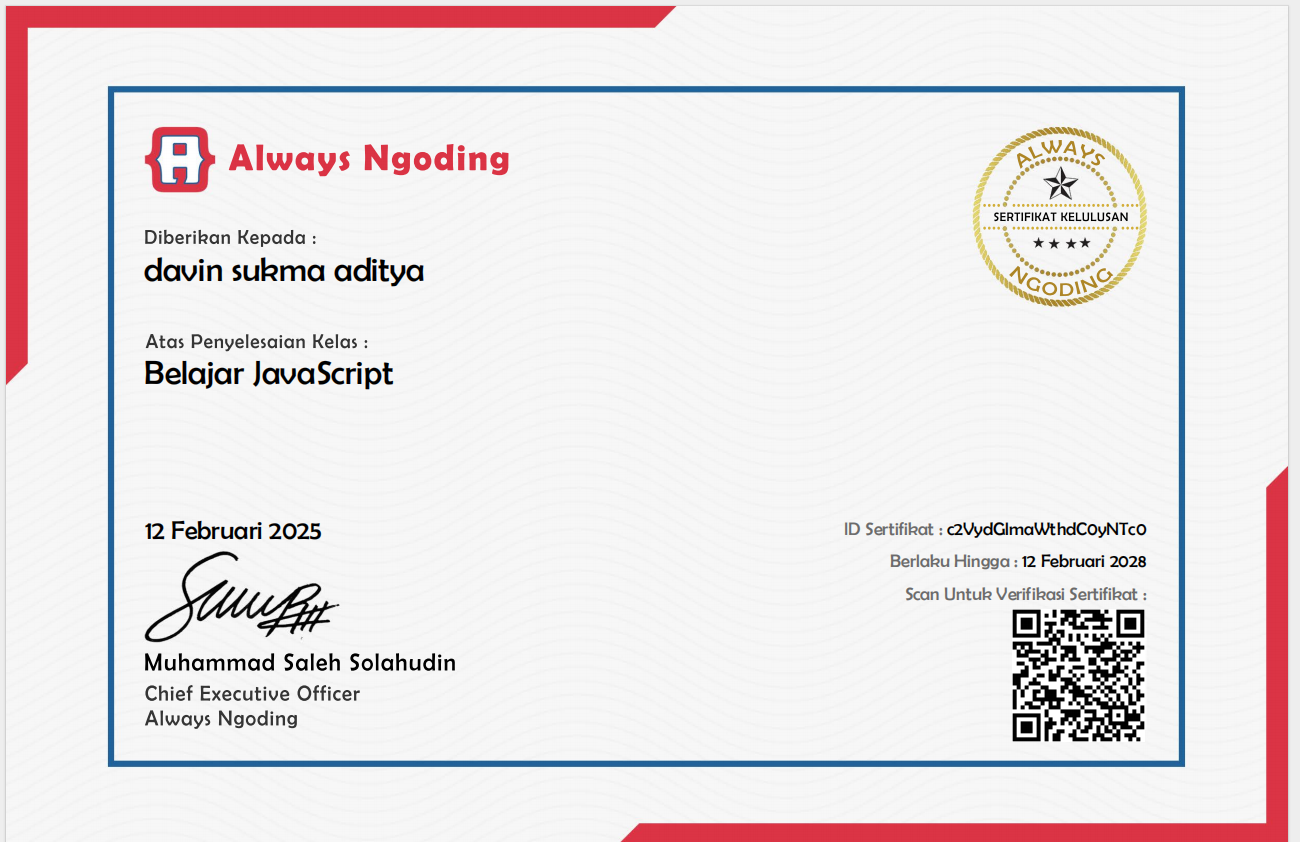 Always Ngoding
Diberikan Kepada :
davin sukma aditya
Atas Penyelesaian Kelas :
Belajar JavaScript
ALWAYS
SERTIFIKAT KELULUSAN
NGODING
12 Februari 2025
Muhammad Saleh Solahudin
Chief Executive Officer
Always Ngoding
ID Sertifikat : c2VydGlmaWthdC0yNTc0
Berlaku Hingga : 12 Februari 2028
Scan Untuk Verifikasi Sertifikat :